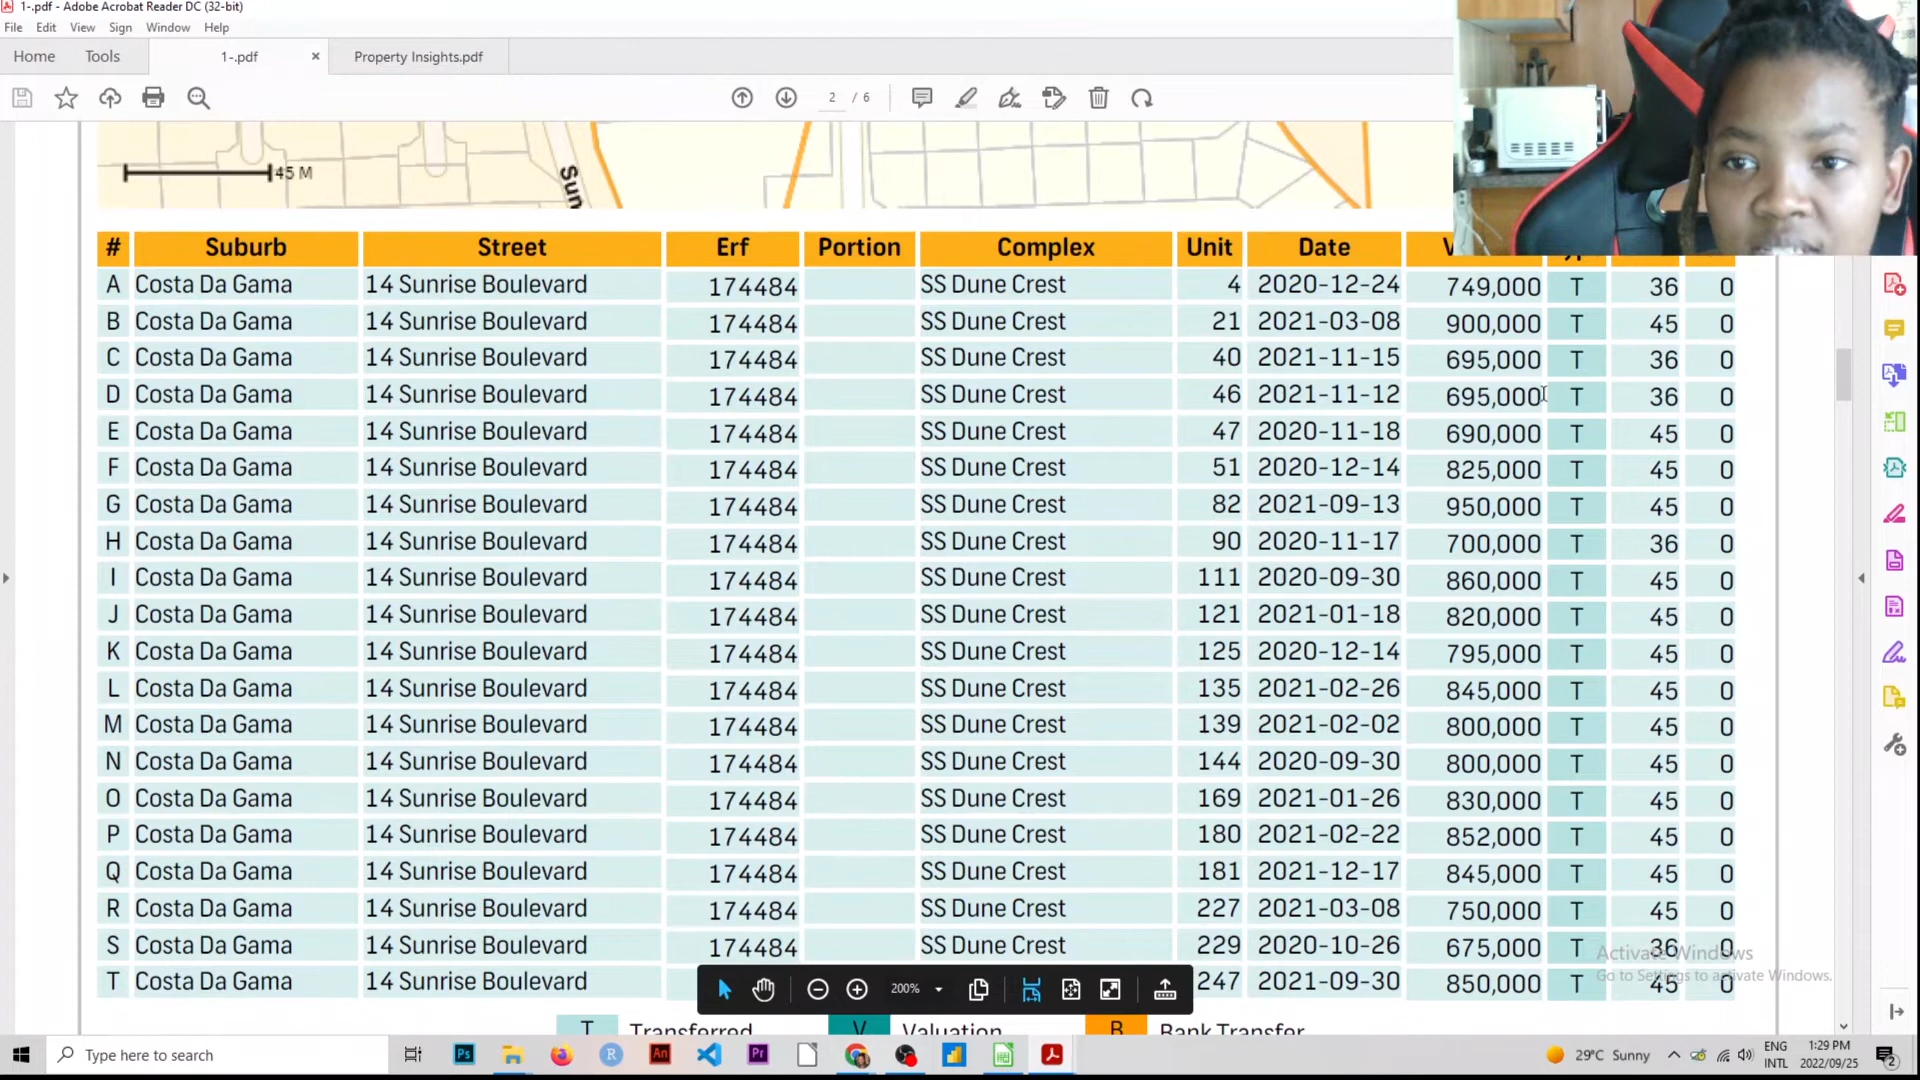 1-.pdf - Adobe Acrobat Reader DC (32-bit)
File Edit View Sign Window Help
Home Tools 1-.pdf × Property Insights.pdf
2 / 6
45 M
Sun
# Suburb Street Erf Portion Complex Unit Date V
A Costa Da Gama 14 Sunrise Boulevard 174484 SS Dune Crest 4 2020-12-24 749,000 T 36 0
B Costa Da Gama 14 Sunrise Boulevard 174484 SS Dune Crest 21 2021-03-08 900,000 T 45 0
C Costa Da Gama 14 Sunrise Boulevard 174484 SS Dune Crest 40 2021-11-15 695,000 T 36 0
D Costa Da Gama 14 Sunrise Boulevard 174484 SS Dune Crest 46 2021-11-12 695,000 T 36 0
E Costa Da Gama 14 Sunrise Boulevard 174484 SS Dune Crest 47 2020-11-18 690,000 T 45 0
F Costa Da Gama 14 Sunrise Boulevard 174484 SS Dune Crest 51 2020-12-14 825,000 T 45 0
G Costa Da Gama 14 Sunrise Boulevard 174484 SS Dune Crest 82 2021-09-13 950,000 T 45 0
H Costa Da Gama 14 Sunrise Boulevard 174484 SS Dune Crest 90 2020-11-17 700,000 T 36 0
I Costa Da Gama 14 Sunrise Boulevard 174484 SS Dune Crest 111 2020-09-30 860,000 T 45 0
J Costa Da Gama 14 Sunrise Boulevard 174484 SS Dune Crest 121 2021-01-18 820,000 T 45 0
K Costa Da Gama 14 Sunrise Boulevard 174484 SS Dune Crest 125 2020-12-14 795,000 T 45 0
L Costa Da Gama 14 Sunrise Boulevard 174484 SS Dune Crest 135 2021-02-26 845,000 T 45 0
M Costa Da Gama 14 Sunrise Boulevard 174484 SS Dune Crest 139 2021-02-02 800,000 T 45 0
N Costa Da Gama 14 Sunrise Boulevard 174484 SS Dune Crest 144 2020-09-30 800,000 T 45 0
O Costa Da Gama 14 Sunrise Boulevard 174484 SS Dune Crest 169 2021-01-26 830,000 T 45 0
P Costa Da Gama 14 Sunrise Boulevard 174484 SS Dune Crest 180 2021-02-22 852,000 T 45 0
Q Costa Da Gama 14 Sunrise Boulevard 174484 SS Dune Crest 181 2021-12-17 845,000 T 45 0
R Costa Da Gama 14 Sunrise Boulevard 174484 SS Dune Crest 227 2021-03-08 750,000 T 45 0
S Costa Da Gama 14 Sunrise Boulevard 174484 SS Dune Crest 229 2020-10-26 675,000 T 36 0
T Costa Da Gama 14 Sunrise Boulevard 247 2021-09-30 850,000 T 45 0
Activate Windows
Go to Settings to activate Windows.
200%
T Transferred V Valuation B Bank Transfer
Type here to search
Ps R An Pr
29°C Sunny
ENG
INTL
1:29 PM
2022/09/25
2